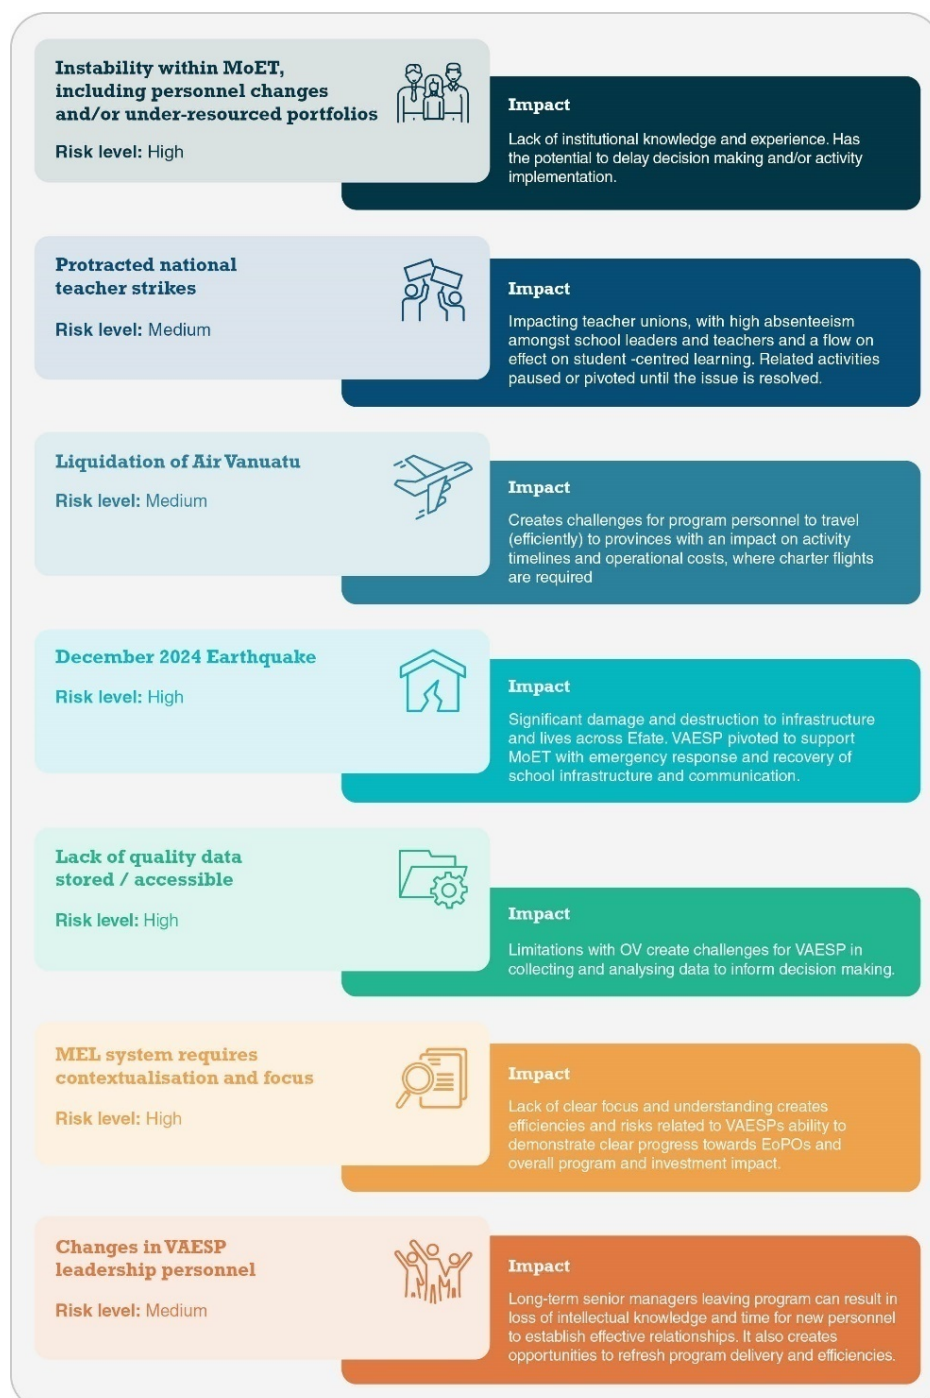 Instability within MoET,
including personnel changes
and/or under-resourced portfolios
Risk level: High
Impact
Lack of institutional knowledge and experience. Has
the potential to delay decision making and/or activity
implementation.
Protracted national
teacher strikes
Risk level: Medium
Impact
Impacting teacher unions, with high absenteeism
amongst school leaders and teachers and a flow on
effect on student -centred learning. Related activities
paused or pivoted until the issue is resolved.
Liquidation of Air Vanuatu
Risk level: Medium
Impact
Creates challenges for program personnel to travel
(efficiently) to provinces with an impact on activity
timelines and operational costs, where charter flights
are required
December 2024 Earthquake
Risk level: High
Impact
Significant damage and destruction to infrastructure
and lives across Efate. VAESP pivoted to support
MoET with emergency response and recovery of
school infrastructure and communication.
Lack of quality data
stored / accessible
Risk level: High
Impact
Limitations with OV create challenges for VAESP in
collecting and analysing data to inform decision making.
MEL system requires
contextualisation and focus
Risk level: High
Impact
Lack of clear focus and understanding creates
efficiencies and risks related to VAESPs ability to
demonstrate clear progress towards EoPOs and
overall program and investment impact.
Changes in VAESP
leadership personnel
Risk level: Medium
Impact
Long-term senior managers leaving program can result in
loss of intellectual knowledge and time for new personnel
to establish effective relationships. It also creates
opportunities to refresh program delivery and efficiencies.